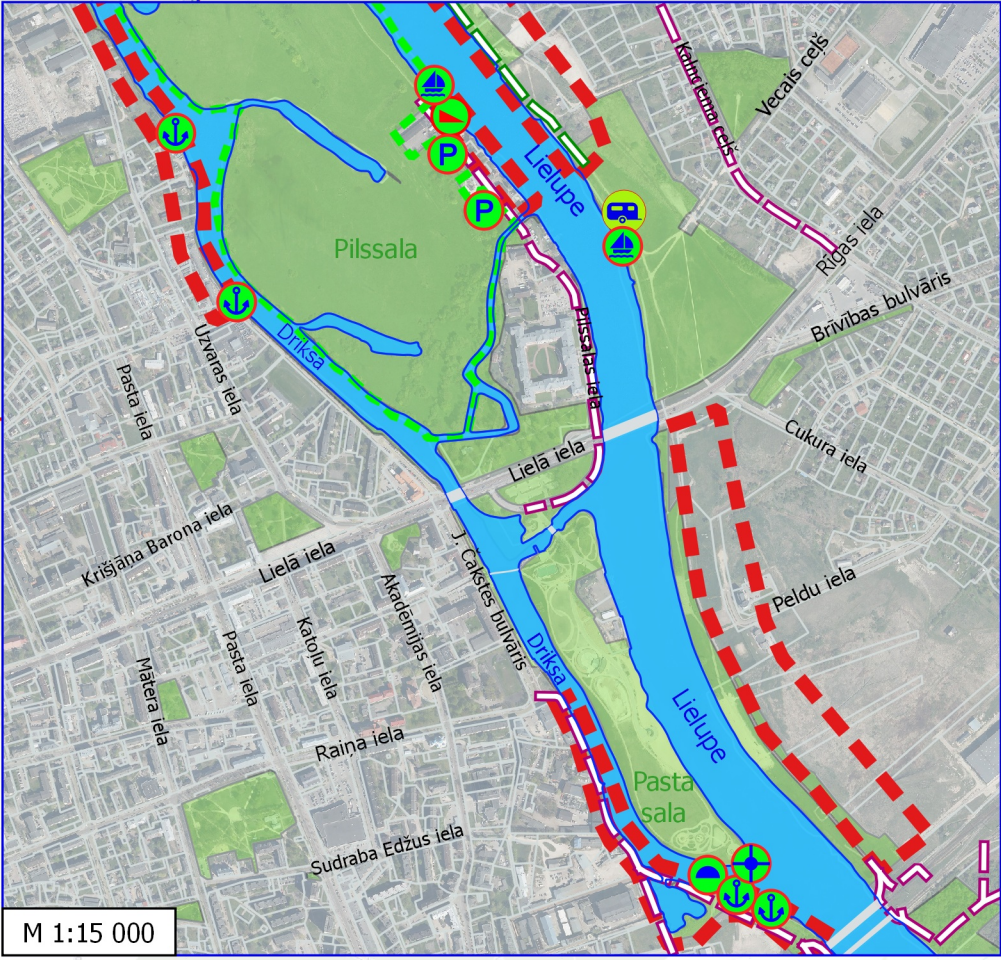 Kalnciema ceļš
Vecais ceļš
Lielupe
P
P
Rīgas iela
Pilssala
Brīvības bulvāris
Uzvaras iela
Driksa
Pilssalas iela
Pasta iela
Lielā iela
Cukura iela
Krišjāņa Barona iela
Lielā iela
J. Čakstes bulvāris
Akadēmijas iela
Peldu iela
Katoļu iela
Pasta iela
Driksa
Mātera iela
Lielupe
Raiņa iela
Pasta
sala
Sudraba Edžus iela
M 1:15 000